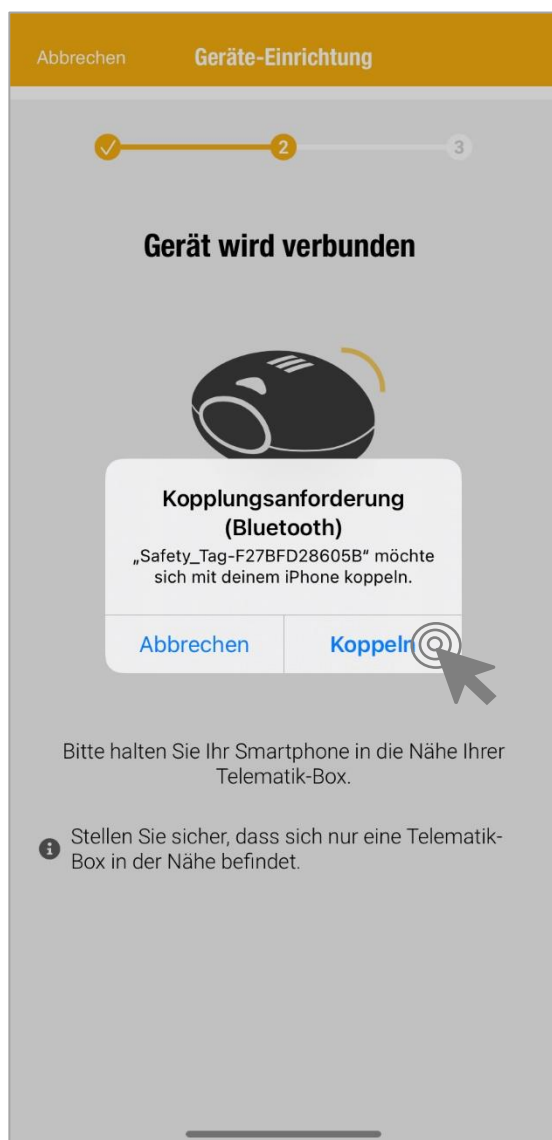 Abbrechen Geräte-Einrichtung
2 3
Gerät wird verbunden
Kopplungsanforderung
(Bluetooth)
„Safety_Tag-F27BFD28605B“ möchte
sich mit deinem iPhone koppeln.
Abbrechen Koppeln
Bitte halten Sie Ihr Smartphone in die Nähe Ihrer
Telematik-Box.
Stellen Sie sicher, dass sich nur eine Telematik-
Box in der Nähe befindet.